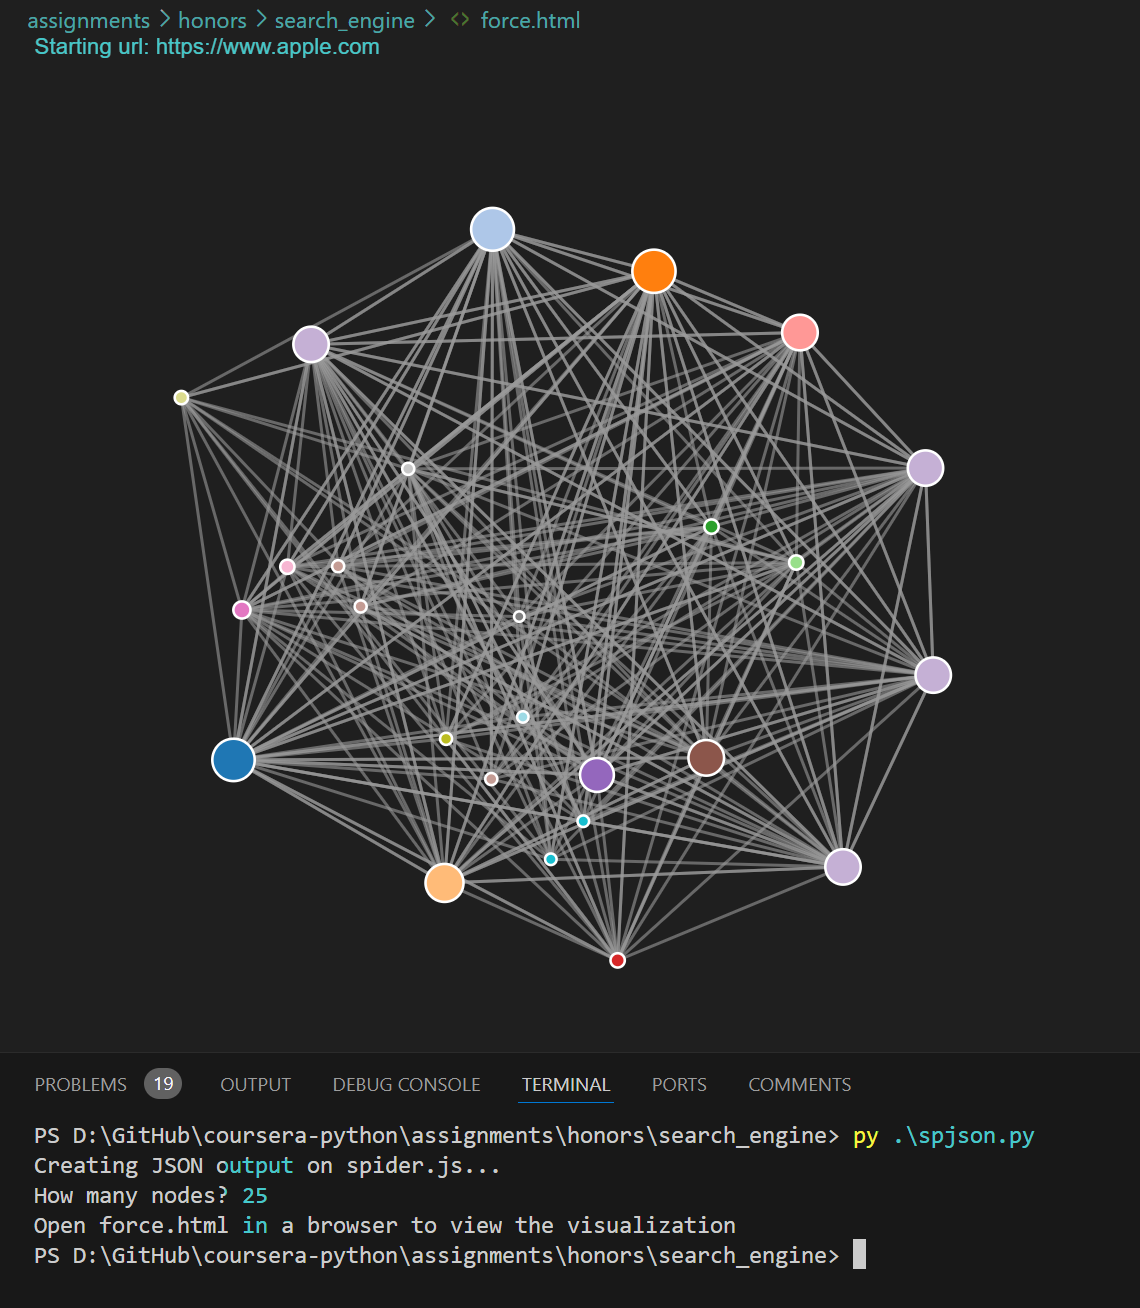 assignments > honors > search_engine > <> force.html
Starting url: https://www.apple.com
PROBLEMS 19 OUTPUT DEBUG CONSOLE TERMINAL PORTS COMMENTS
PS D:\GitHub\coursera-python\assignments\honors\search_engine> py .\spjson.py
Creating JSON output on spider.js...
How many nodes? 25
Open force.html in a browser to view the visualization
PS D:\GitHub\coursera-python\assignments\honors\search_engine>